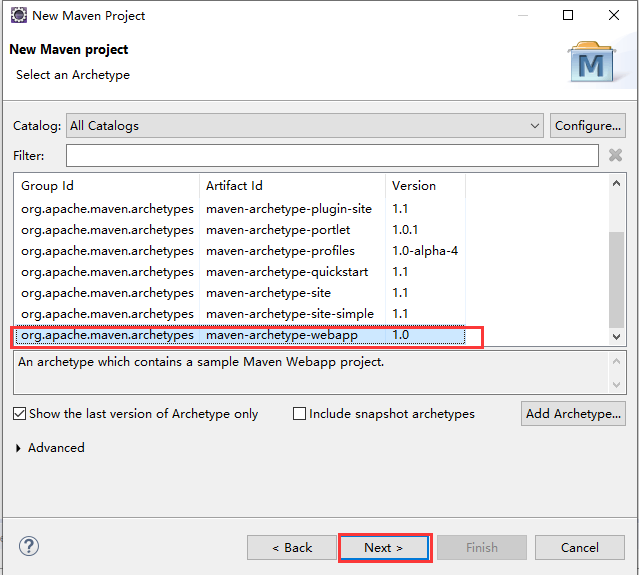 New Maven Project
New Maven project
Select an Archetype
M
Catalog: All Catalogs Configure...
Filter:
Group Id Artifact Id Version
org.apache.maven.archetypes maven-archetype-plugin-site 1.1
org.apache.maven.archetypes maven-archetype-portlet 1.0.1
org.apache.maven.archetypes maven-archetype-profiles 1.0-alpha-4
org.apache.maven.archetypes maven-archetype-quickstart 1.1
org.apache.maven.archetypes maven-archetype-site 1.1
org.apache.maven.archetypes maven-archetype-site-simple 1.1
org.apache.maven.archetypes maven-archetype-webapp 1.0
An archetype which contains a sample Maven Webapp project.
Show the last version of Archetype only Include snapshot archetypes Add Archetype...
Advanced
? < Back Next > Finish Cancel